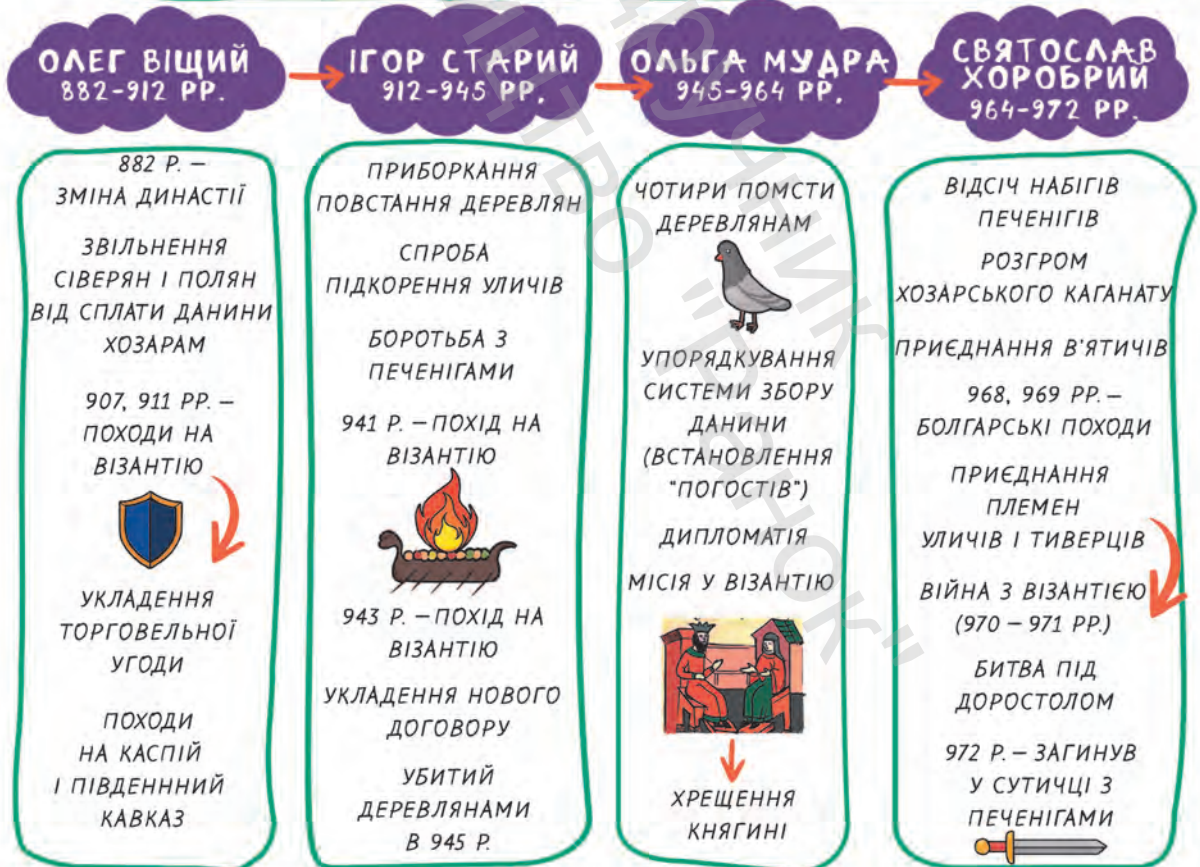 ОЛЕГ ВІЩИЙ
882-912 РР.
882 Р. –
ЗМІНА ДИНАСТІЇ
ЗВІЛЬНЕННЯ
СІВЕРЯН І ПОЛЯН
ВІД СПЛАТИ ДАНИНИ
ХОЗАРАМ
907, 911 РР. –
ПОХОДИ НА
ВІЗАНТІЮ
УКЛАДЕННЯ
ТОРГОВЕЛЬНОЇ
УГОДИ
ПОХОДИ
НА КАСПІЙ
І ПІВДЕНННИЙ
КАВКАЗ
ІГОР СТАРИЙ
912-945 РР.
ПРИБОРКАННЯ
ПОВСТАННЯ ДЕРЕВЛЯН
СПРОБА
ПІДКОРЕННЯ УЛИЧІВ
БОРОТЬБА З
ПЕЧЕНІГАМИ
941 Р. – ПОХІД НА
ВІЗАНТІЮ
943 Р. – ПОХІД НА
ВІЗАНТІЮ
УКЛАДЕННЯ НОВОГО
ДОГОВОРУ
УБИТИЙ
ДЕРЕВЛЯНАМИ
В 945 Р.
ОЛЬГА МУДРА
945-964 РР.
ЧОТИРИ ПОМСТИ
ДЕРЕВЛЯНАМ
УПОРЯДКУВАННЯ
СИСТЕМИ ЗБОРУ
ДАНИНИ
(ВСТАНОВЛЕННЯ
"ПОГОСТІВ")
ДИПЛОМАТІЯ
МІСІЯ У ВІЗАНТІЮ
ХРЕЩЕННЯ
КНЯГИНІ
СВЯТОСЛАВ
ХОРОБРИЙ
964-972 РР.
ВІДСІЧ НАБІГІВ
ПЕЧЕНІГІВ
РОЗГРОМ
ХОЗАРСЬКОГО КАГАНАТУ
ПРИЄДНАННЯ В'ЯТИЧІВ
968, 969 РР. –
БОЛГАРСЬКІ ПОХОДИ
ПРИЄДНАННЯ
ПЛЕМЕН
УЛИЧІВ І ТИВЕРЦІВ
ВІЙНА З ВІЗАНТІЄЮ
(970 – 971 РР.)
БИТВА ПІД
ДОРОСТОЛОМ
972 Р. – ЗАГИНУВ
У СУТИЧЦІ З
ПЕЧЕНІГАМИ
"Ранок"